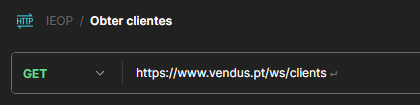 HTTP IEOP / Obter clientes
GET https://www.vendus.pt/ws/clients